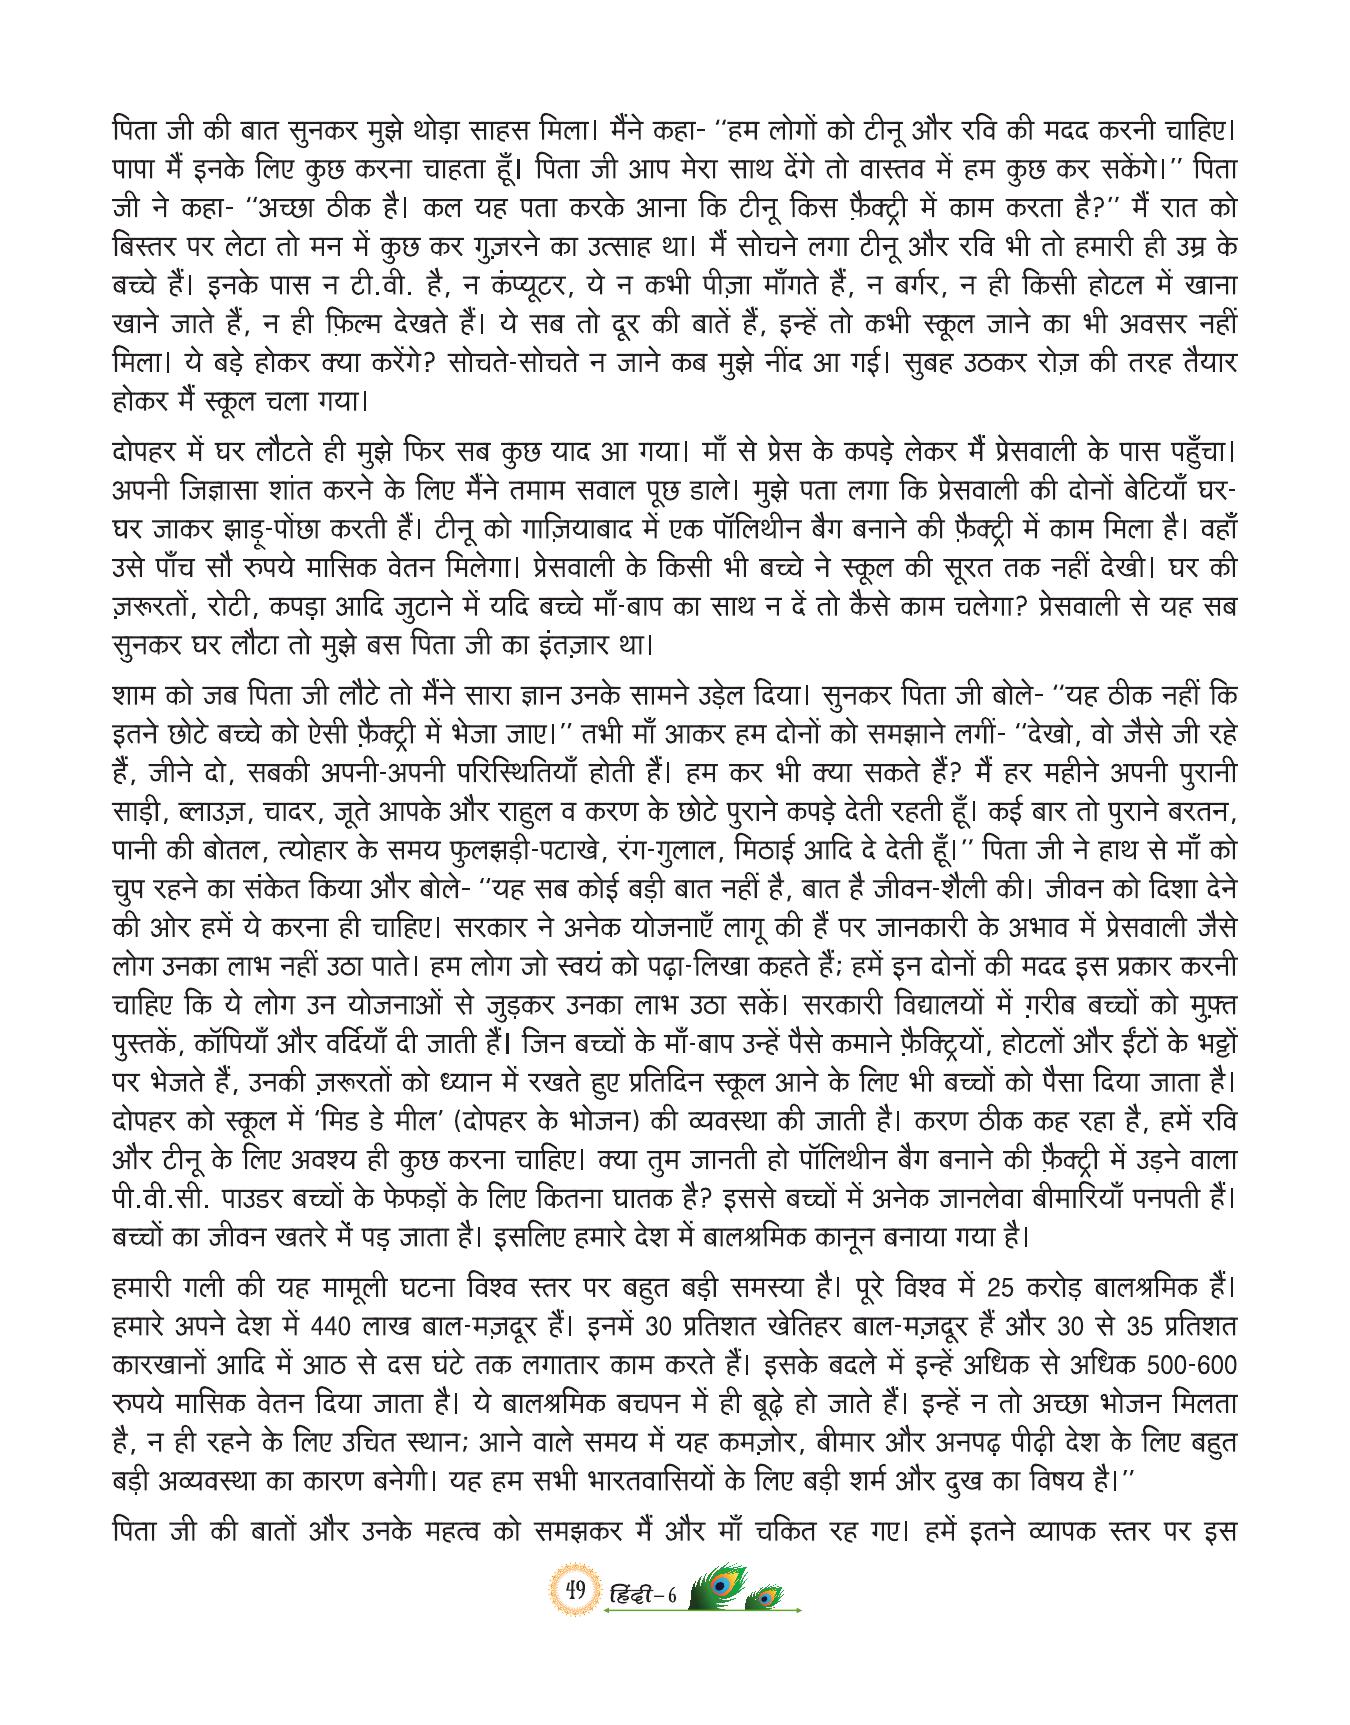 पिता जी की बात सुनकर मुझे थोड़ा साहस मिला। मैंने कहा- ‘‘हम लोगों को टीनू और रवि की मदद करनी चाहिए।
पापा मैं इनके लिए कुछ करना चाहता हूँ। पिता जी आप मेरा साथ देंगे तो वास्तव में हम कुछ कर सकेंगे।’’ पिता
जी ने कहा- ‘‘अच्छा ठीक है। कल यह पता करके आना कि टीनू किस फ़ैक्ट्री में काम करता है?’’ मैं रात को
बिस्तर पर लेटा तो मन में कुछ कर गुज़रने का उत्साह था। मैं सोचने लगा टीनू और रवि भी तो हमारी ही उम्र के
बच्चे हैं। इनके पास न टी.वी. है, न कंप्यूटर, ये न कभी पीज़ा माँगते हैं, न बर्गर, न ही किसी होटल में खाना
खाने जाते हैं, न ही फ़िल्म देखते हैं। ये सब तो दूर की बातें हैं, इन्हें तो कभी स्कूल जाने का भी अवसर नहीं
मिला। ये बड़े होकर क्या करेंगे? सोचते-सोचते न जाने कब मुझे नींद आ गई। सुबह उठकर रोज़ की तरह तैयार
होकर मैं स्कूल चला गया।
दोपहर में घर लौटते ही मुझे फिर सब कुछ याद आ गया। माँ से प्रेस के कपड़े लेकर मैं प्रेसवाली के पास पहुँचा।
अपनी जिज्ञासा शांत करने के लिए मैंने तमाम सवाल पूछ डाले। मुझे पता लगा कि प्रेसवाली की दोनों बेटियाँ घर-
घर जाकर झाड़ू-पोंछा करती हैं। टीनू को गाज़ियाबाद में एक पॉलिथीन बैग बनाने की फ़ैक्ट्री में काम मिला है। वहाँ
उसे पाँच सौ रुपये मासिक वेतन मिलेगा। प्रेसवाली के किसी भी बच्चे ने स्कूल की सूरत तक नहीं देखी। घर की
ज़रूरतों, रोटी, कपड़ा आदि जुटाने में यदि बच्चे माँ-बाप का साथ न दें तो कैसे काम चलेगा? प्रेसवाली से यह सब
सुनकर घर लौटा तो मुझे बस पिता जी का इंतज़ार था।
शाम को जब पिता जी लौटे तो मैंने सारा ज्ञान उनके सामने उड़ेल दिया। सुनकर पिता जी बोले- ‘‘यह ठीक नहीं कि
इतने छोटे बच्चे को ऐसी फ़ैक्ट्री में भेजा जाए।’’ तभी माँ आकर हम दोनों को समझाने लगीं- ‘‘देखो, वो जैसे जी रहे
हैं, जीने दो, सबकी अपनी-अपनी परिस्थितियाँ होती हैं। हम कर भी क्या सकते हैं? मैं हर महीने अपनी पुरानी
साड़ी, ब्लाउज़, चादर, जूते आपके और राहुल व करण के छोटे पुराने कपड़े देती रहती हूँ। कई बार तो पुराने बरतन,
पानी की बोतल, त्योहार के समय फुलझड़ी-पटाखे, रंग-गुलाल, मिठाई आदि दे देती हूँ।’’ पिता जी ने हाथ से माँ को
चुप रहने का संकेत किया और बोले- ‘‘यह सब कोई बड़ी बात नहीं है, बात है जीवन-शैली की। जीवन को दिशा देने
की ओर हमें ये करना ही चाहिए। सरकार ने अनेक योजनाएँ लागू की हैं पर जानकारी के अभाव में प्रेसवाली जैसे
लोग उनका लाभ नहीं उठा पाते। हम लोग जो स्वयं को पढ़ा-लिखा कहते हैं; हमें इन दोनों की मदद इस प्रकार करनी
चाहिए कि ये लोग उन योजनाओं से जुड़कर उनका लाभ उठा सकें। सरकारी विद्यालयों में ग़रीब बच्चों को मुफ़्त
पुस्तकें, कॉपियाँ और वर्दियाँ दी जाती हैं। जिन बच्चों के माँ-बाप उन्हें पैसे कमाने फ़ैक्ट्रियों, होटलों और ईंटों के भट्टों
पर भेजते हैं, उनकी ज़रूरतों को ध्यान में रखते हुए प्रतिदिन स्कूल आने के लिए भी बच्चों को पैसा दिया जाता है।
दोपहर को स्कूल में ‘मिड डे मील’ (दोपहर के भोजन) की व्यवस्था की जाती है। करण ठीक कह रहा है, हमें रवि
और टीनू के लिए अवश्य ही कुछ करना चाहिए। क्या तुम जानती हो पॉलिथीन बैग बनाने की फ़ैक्ट्री में उड़ने वाला
पी.वी.सी. पाउडर बच्चों के फेफड़ों के लिए कितना घातक है? इससे बच्चों में अनेक जानलेवा बीमारियाँ पनपती हैं।
बच्चों का जीवन खतरे में पड़ जाता है। इसलिए हमारे देश में बालश्रमिक कानून बनाया गया है।
हमारी गली की यह मामूली घटना विश्व स्तर पर बहुत बड़ी समस्या है। पूरे विश्व में 25 करोड़ बालश्रमिक हैं।
हमारे अपने देश में 440 लाख बाल-मज़दूर हैं। इनमें 30 प्रतिशत खेतिहर बाल-मज़दूर हैं और 30 से 35 प्रतिशत
कारखानों आदि में आठ से दस घंटे तक लगातार काम करते हैं। इसके बदले में इन्हें अधिक से अधिक 500-600
रुपये मासिक वेतन दिया जाता है। ये बालश्रमिक बचपन में ही बूढ़े हो जाते हैं। इन्हें न तो अच्छा भोजन मिलता
है, न ही रहने के लिए उचित स्थान; आने वाले समय में यह कमज़ोर, बीमार और अनपढ़ पीढ़ी देश के लिए बहुत
बड़ी अव्यवस्था का कारण बनेगी। यह हम सभी भारतवासियों के लिए बड़ी शर्म और दुख का विषय है।’’
पिता जी की बातों और उनके महत्व को समझकर मैं और माँ चकित रह गए। हमें इतने व्यापक स्तर पर इस
49 हिंदी–6